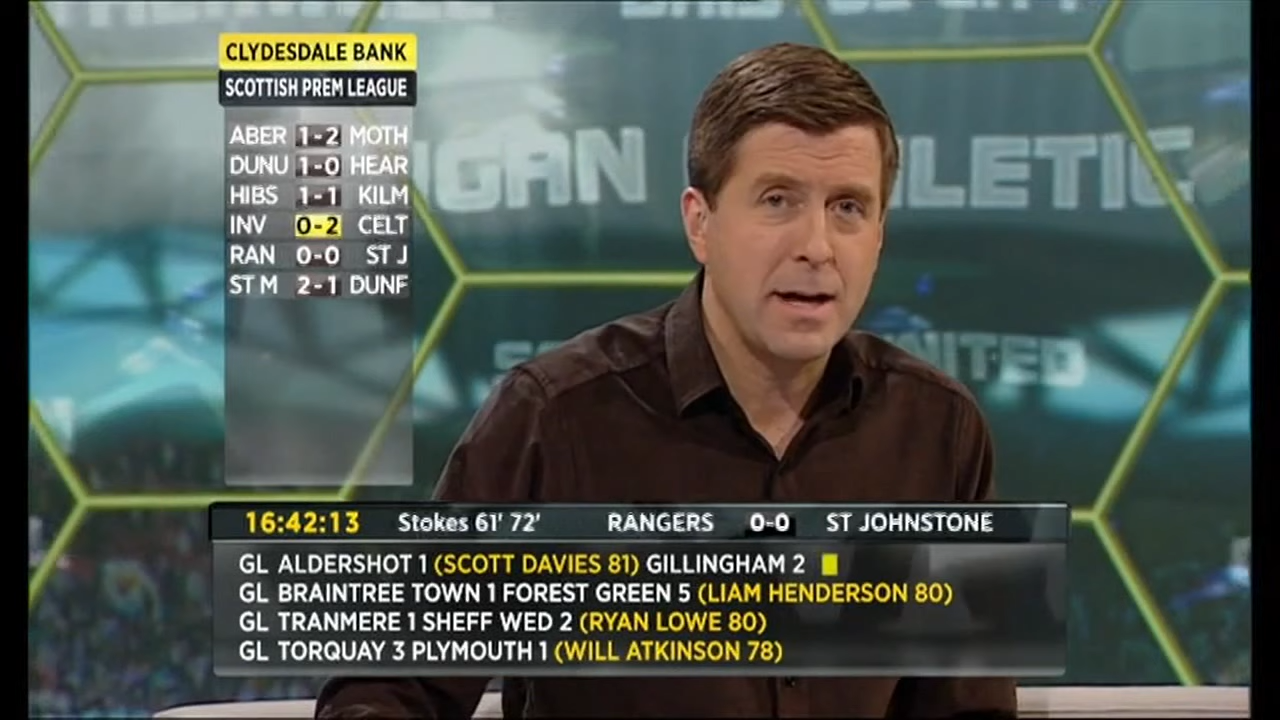 CLYDESDALE BANK
SCOTTISH PREM LEAGUE
ABER 1-2 MOTH
DUNU 1-0 HEAR
HIBS 1-1 KILM
INV 0-2 CELT
RAN 0-0 ST J
ST M 2-1 DUNF
16:42:13 Stokes 61' 72' RANGERS 0-0 ST JOHNSTONE
GL ALDERSHOT 1 (SCOTT DAVIES 81) GILLINGHAM 2
GL BRAINTREE TOWN 1 FOREST GREEN 5 (LIAM HENDERSON 80)
GL TRANMERE 1 SHEFF WED 2 (RYAN LOWE 80)
GL TORQUAY 3 PLYMOUTH 1 (WILL ATKINSON 78)